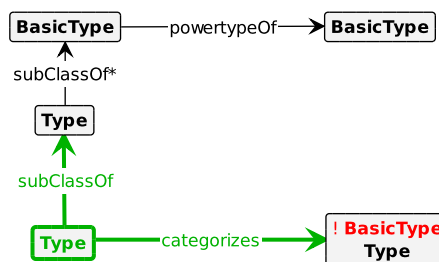 BasicType powertypeOf BasicType
subClassOf*
Type
subClassOf
Type categorizes ! BasicType
Type